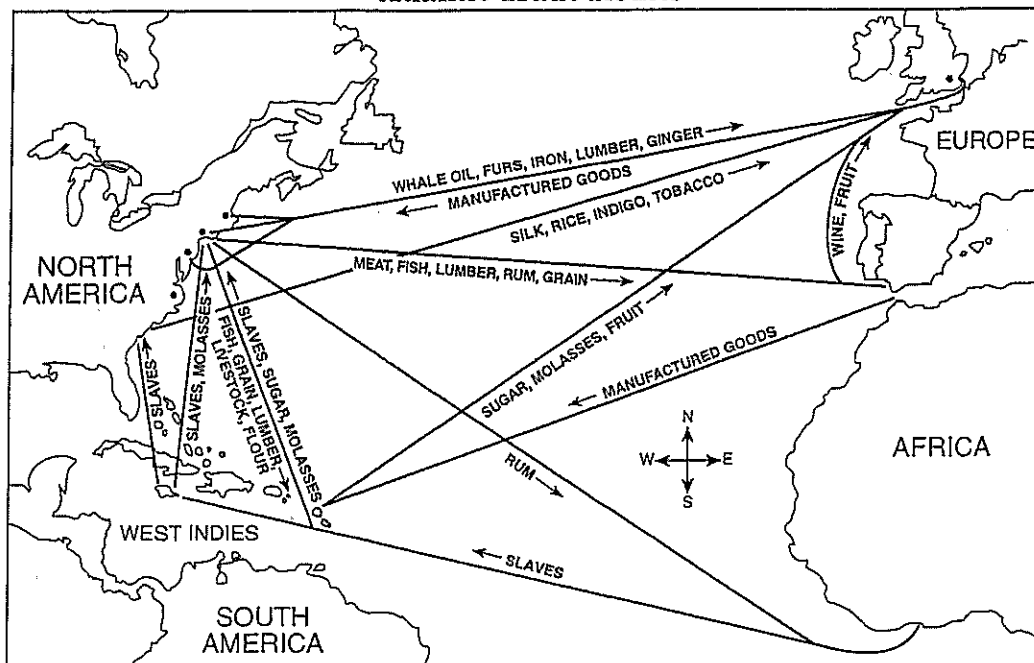 WHALE OIL, FURS, IRON, LUMBER, GINGER
MANUFACTURED GOODS
SILK, RICE, INDIGO, TOBACCO
EUROPE
WINE, FRUIT
NORTH
AMERICA
MEAT, FISH, LUMBER, RUM, GRAIN
SLAVES
SLAVES, MOLASSES
SLAVES, SUGAR, MOLASSES
FISH, GRAIN, LUMBER,
LIVESTOCK, FLOUR
SUGAR, MOLASSES, FRUIT
MANUFACTURED GOODS
RUM
N
W
E
S
AFRICA
WEST INDIES
SLAVES
SOUTH
AMERICA